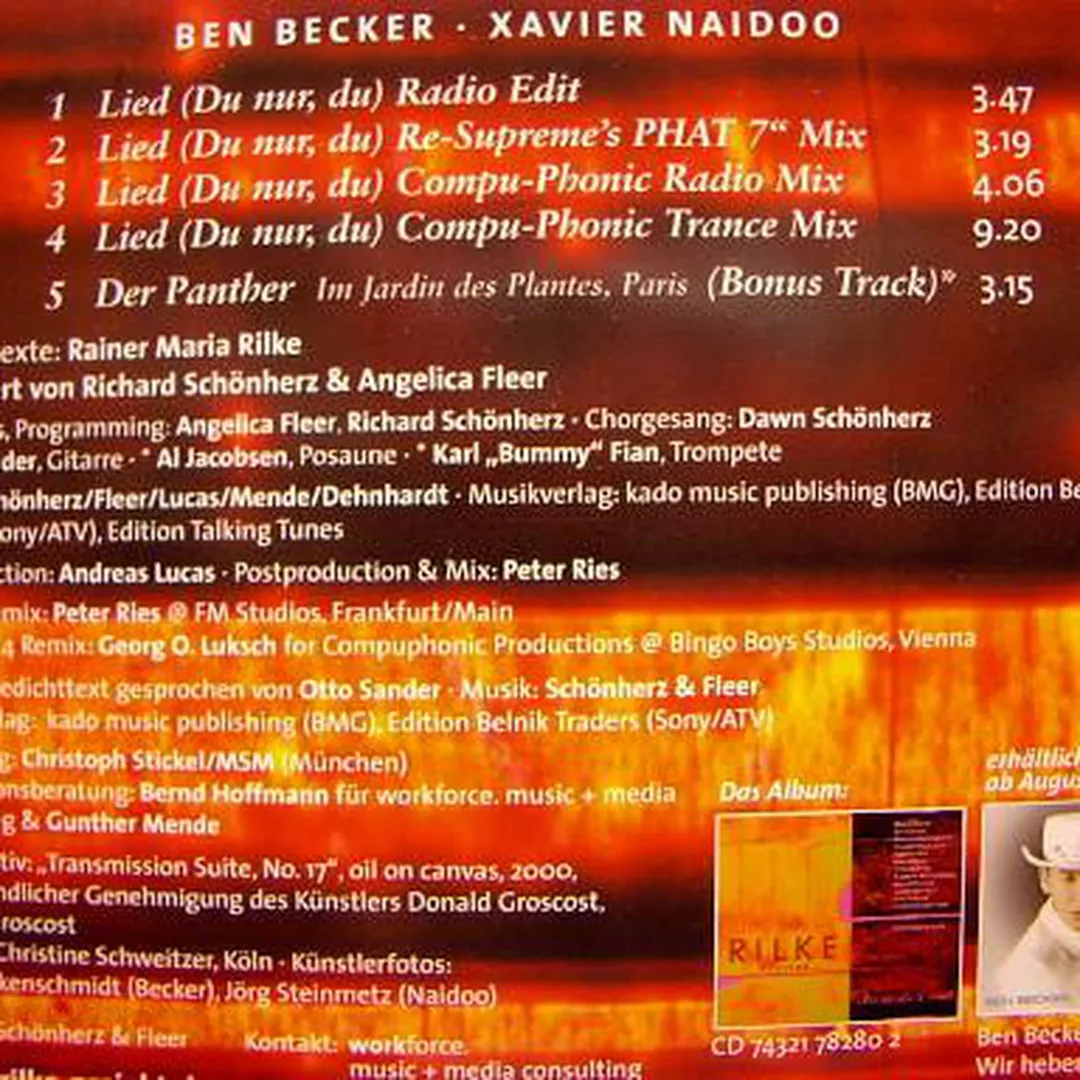 BEN BECKER · XAVIER NAIDOO
1 Lied (Du nur, du) Radio Edit 3.47
2 Lied (Du nur, du) Re-Supreme's PHAT 7“ Mix 3.19
3 Lied (Du nur, du) Compu-Phonic Radio Mix 4.06
4 Lied (Du nur, du) Compu-Phonic Trance Mix 9.20
5 Der Panther Im Jardin des Plantes, Paris (Bonus Track)* 3.15
exte: Rainer Maria Rilke
rt von Richard Schönherz & Angelica Fleer
s, Programming: Angelica Fleer, Richard Schönherz · Chorgesang: Dawn Schönherz
der, Gitarre · * Al Jacobsen, Posaune · * Karl „Bummy“ Fian, Trompete
hönherz/Fleer/Lucas/Mende/Dehnhardt · Musikverlag: kado music publishing (BMG), Edition Be
ony/ATV), Edition Talking Tunes
ction: Andreas Lucas · Postproduction & Mix: Peter Ries
mix: Peter Ries @ FM Studios, Frankfurt/Main
4 Remix: Georg O. Luksch for Compuphonic Productions @ Bingo Boys Studios, Vienna
edichttext gesprochen von Otto Sander · Musik: Schönherz & Fleer
lag: kado music publishing (BMG), Edition Belnik Traders (Sony/ATV)
g: Christoph Stickel/MSM (München)
onsberatung: Bernd Hoffmann für workforce. music + media
g & Gunther Mende
tiv: „Transmission Suite, No. 17“, oil on canvas, 2000,
ndlicher Genehmigung des Künstlers Donald Groscost,
roscost
Christine Schweitzer, Köln · Künstlerfotos:
kenschmidt (Becker), Jörg Steinmetz (Naidoo)
Schönherz & Fleer Kontakt: workforce.
music + media consulting
Das Album:
RILKE
CD 74321 78280 2
erhältlich
ab Augus
BEN BECKER
Ben Becke
Wir hebe